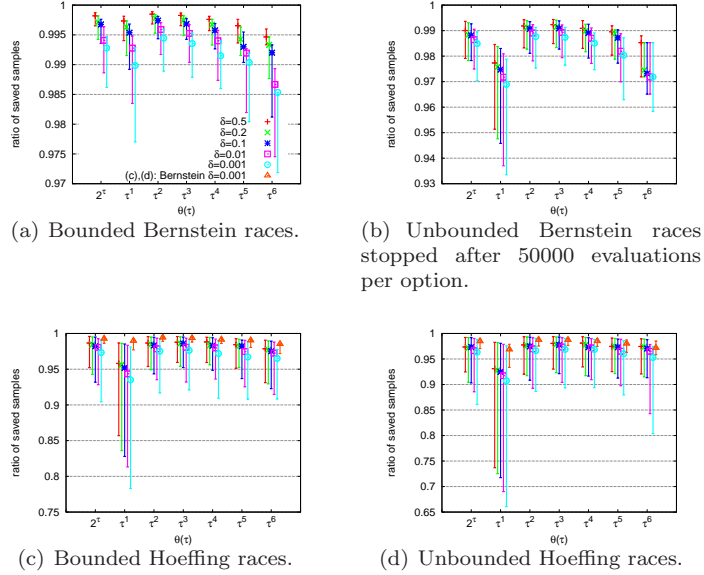 ratio of saved samples
1
0.995
0.99
0.985
0.98
0.975
0.97
δ=0.5
δ=0.2
δ=0.1
δ=0.01
δ=0.001
(c),(d): Bernstein δ=0.001
2^τ τ^1 τ^2 τ^3 τ^4 τ^5 τ^6
θ(τ)
(a) Bounded Bernstein races.
ratio of saved samples
1
0.99
0.98
0.97
0.96
0.95
0.94
0.93
2^τ τ^1 τ^2 τ^3 τ^4 τ^5 τ^6
θ(τ)
(b) Unbounded Bernstein races
stopped after 50000 evaluations
per option.
ratio of saved samples
1
0.95
0.9
0.85
0.8
0.75
2^τ τ^1 τ^2 τ^3 τ^4 τ^5 τ^6
θ(τ)
(c) Bounded Hoeffing races.
ratio of saved samples
1
0.95
0.9
0.85
0.8
0.75
0.7
0.65
2^τ τ^1 τ^2 τ^3 τ^4 τ^5 τ^6
θ(τ)
(d) Unbounded Hoeffing races.